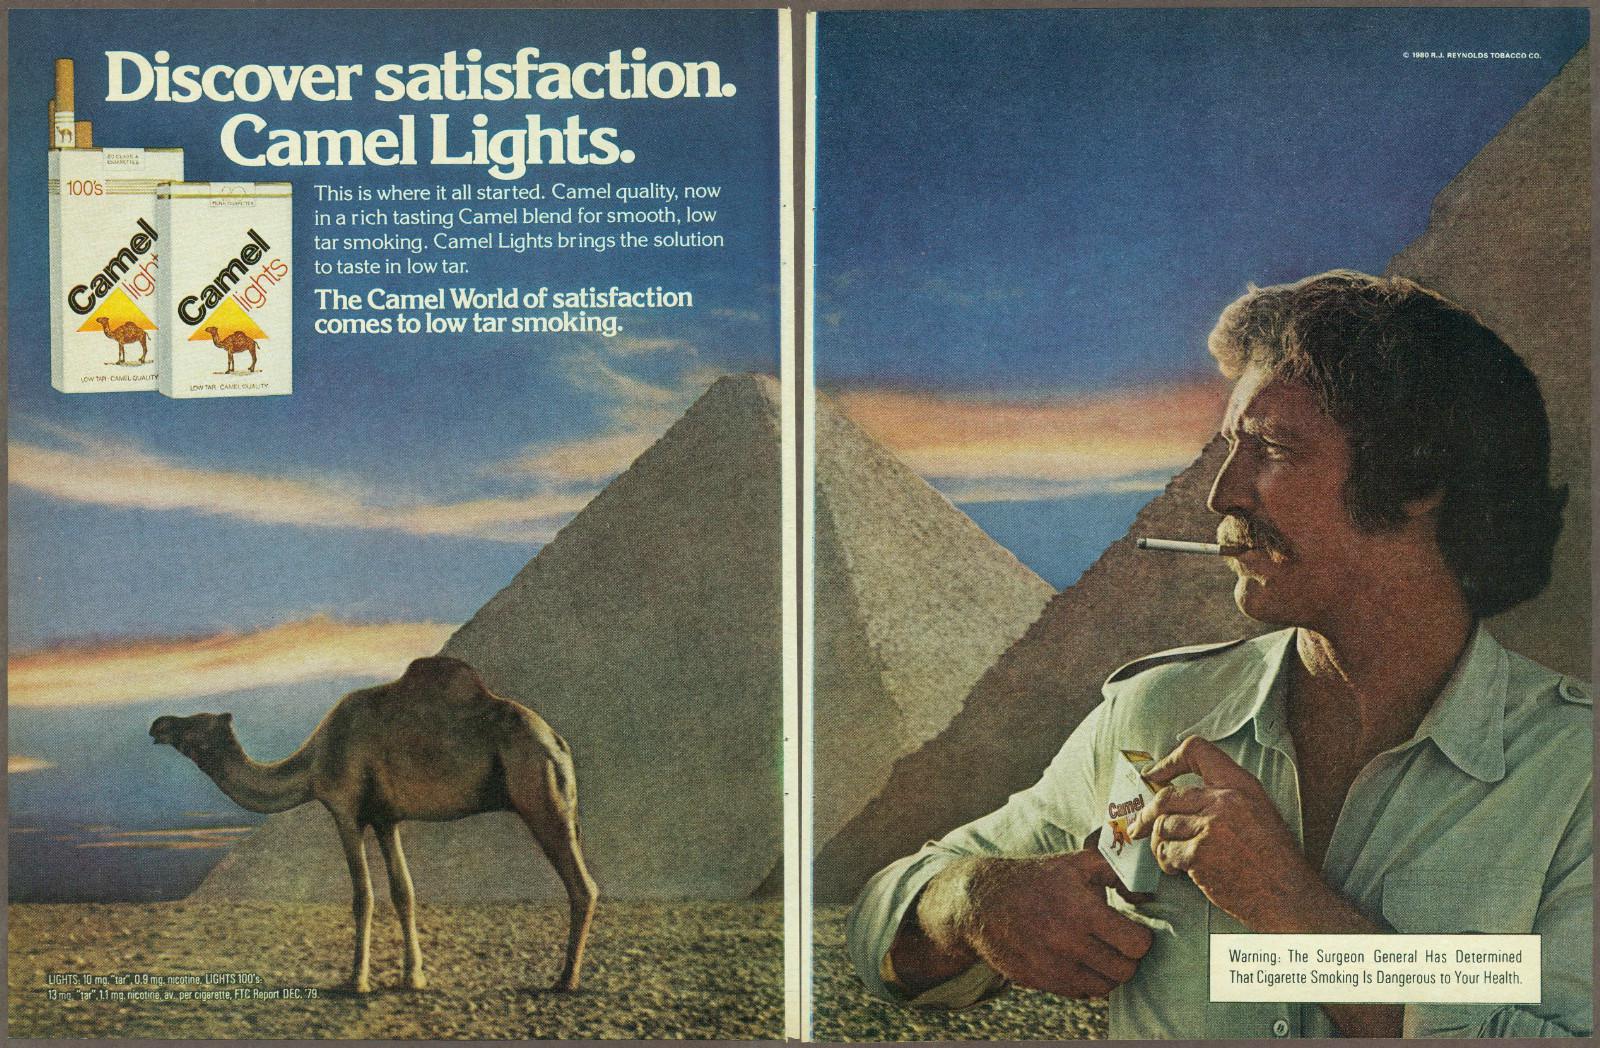 Discover satisfaction.
Camel Lights.
This is where it all started. Camel quality, now
in a rich tasting Camel blend for smooth, low
tar smoking. Camel Lights brings the solution
to taste in low tar.
The Camel World of satisfaction
comes to low tar smoking.
100's
Camel
light
LOW TAR. CAMEL QUALITY
Camel
lights
LOW TAR. CAMEL QUALITY
LIGHTS: 10 mg. "tar", 0.9 mg. nicotine, LIGHTS 100's:
13 mg. "tar", 1.1 mg. nicotine, av. per cigarette, FTC Report DEC. '79.
© 1980 R.J. REYNOLDS TOBACCO CO.
Camel
Warning: The Surgeon General Has Determined
That Cigarette Smoking Is Dangerous to Your Health.